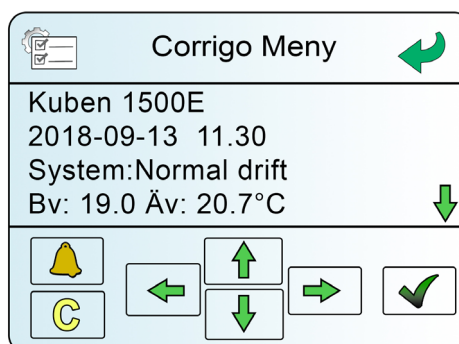 Corrigo Meny
Kuben 1500E
2018-09-13  11.30
System:Normal drift
Bv: 19.0 Äv: 20.7°C
C